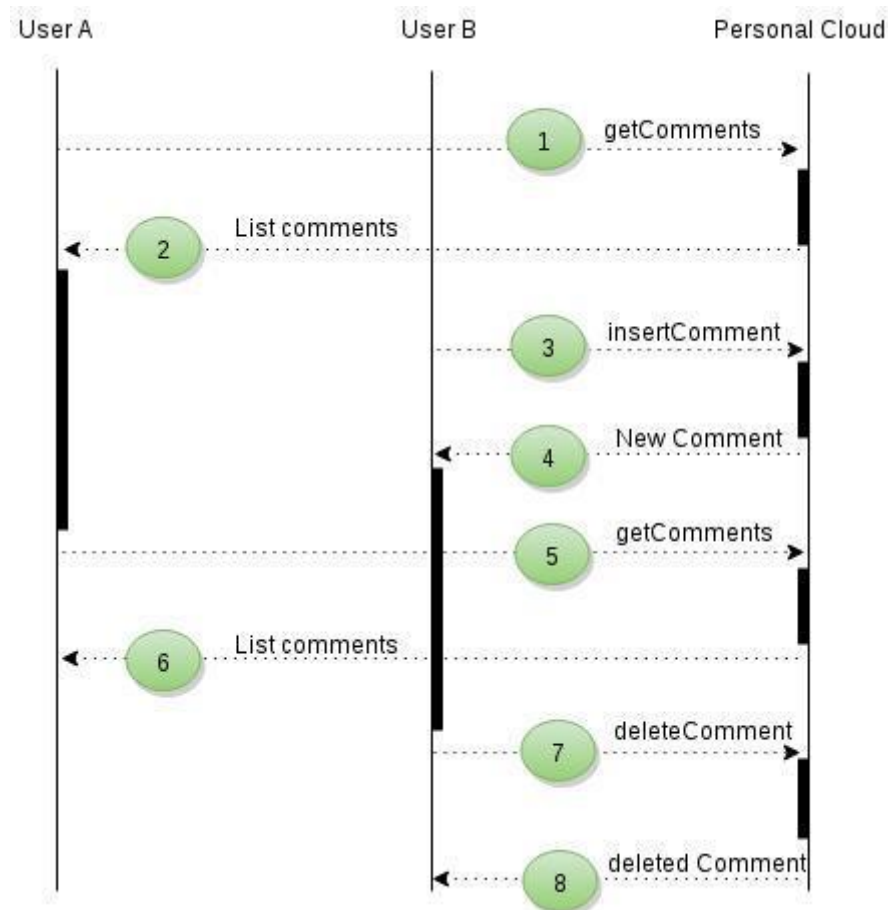 User A
User B
Personal Cloud
1
getComments
List comments
2
insertComment
3
New Comment
4
getComments
5
List comments
6
deleteComment
7
deleted Comment
8